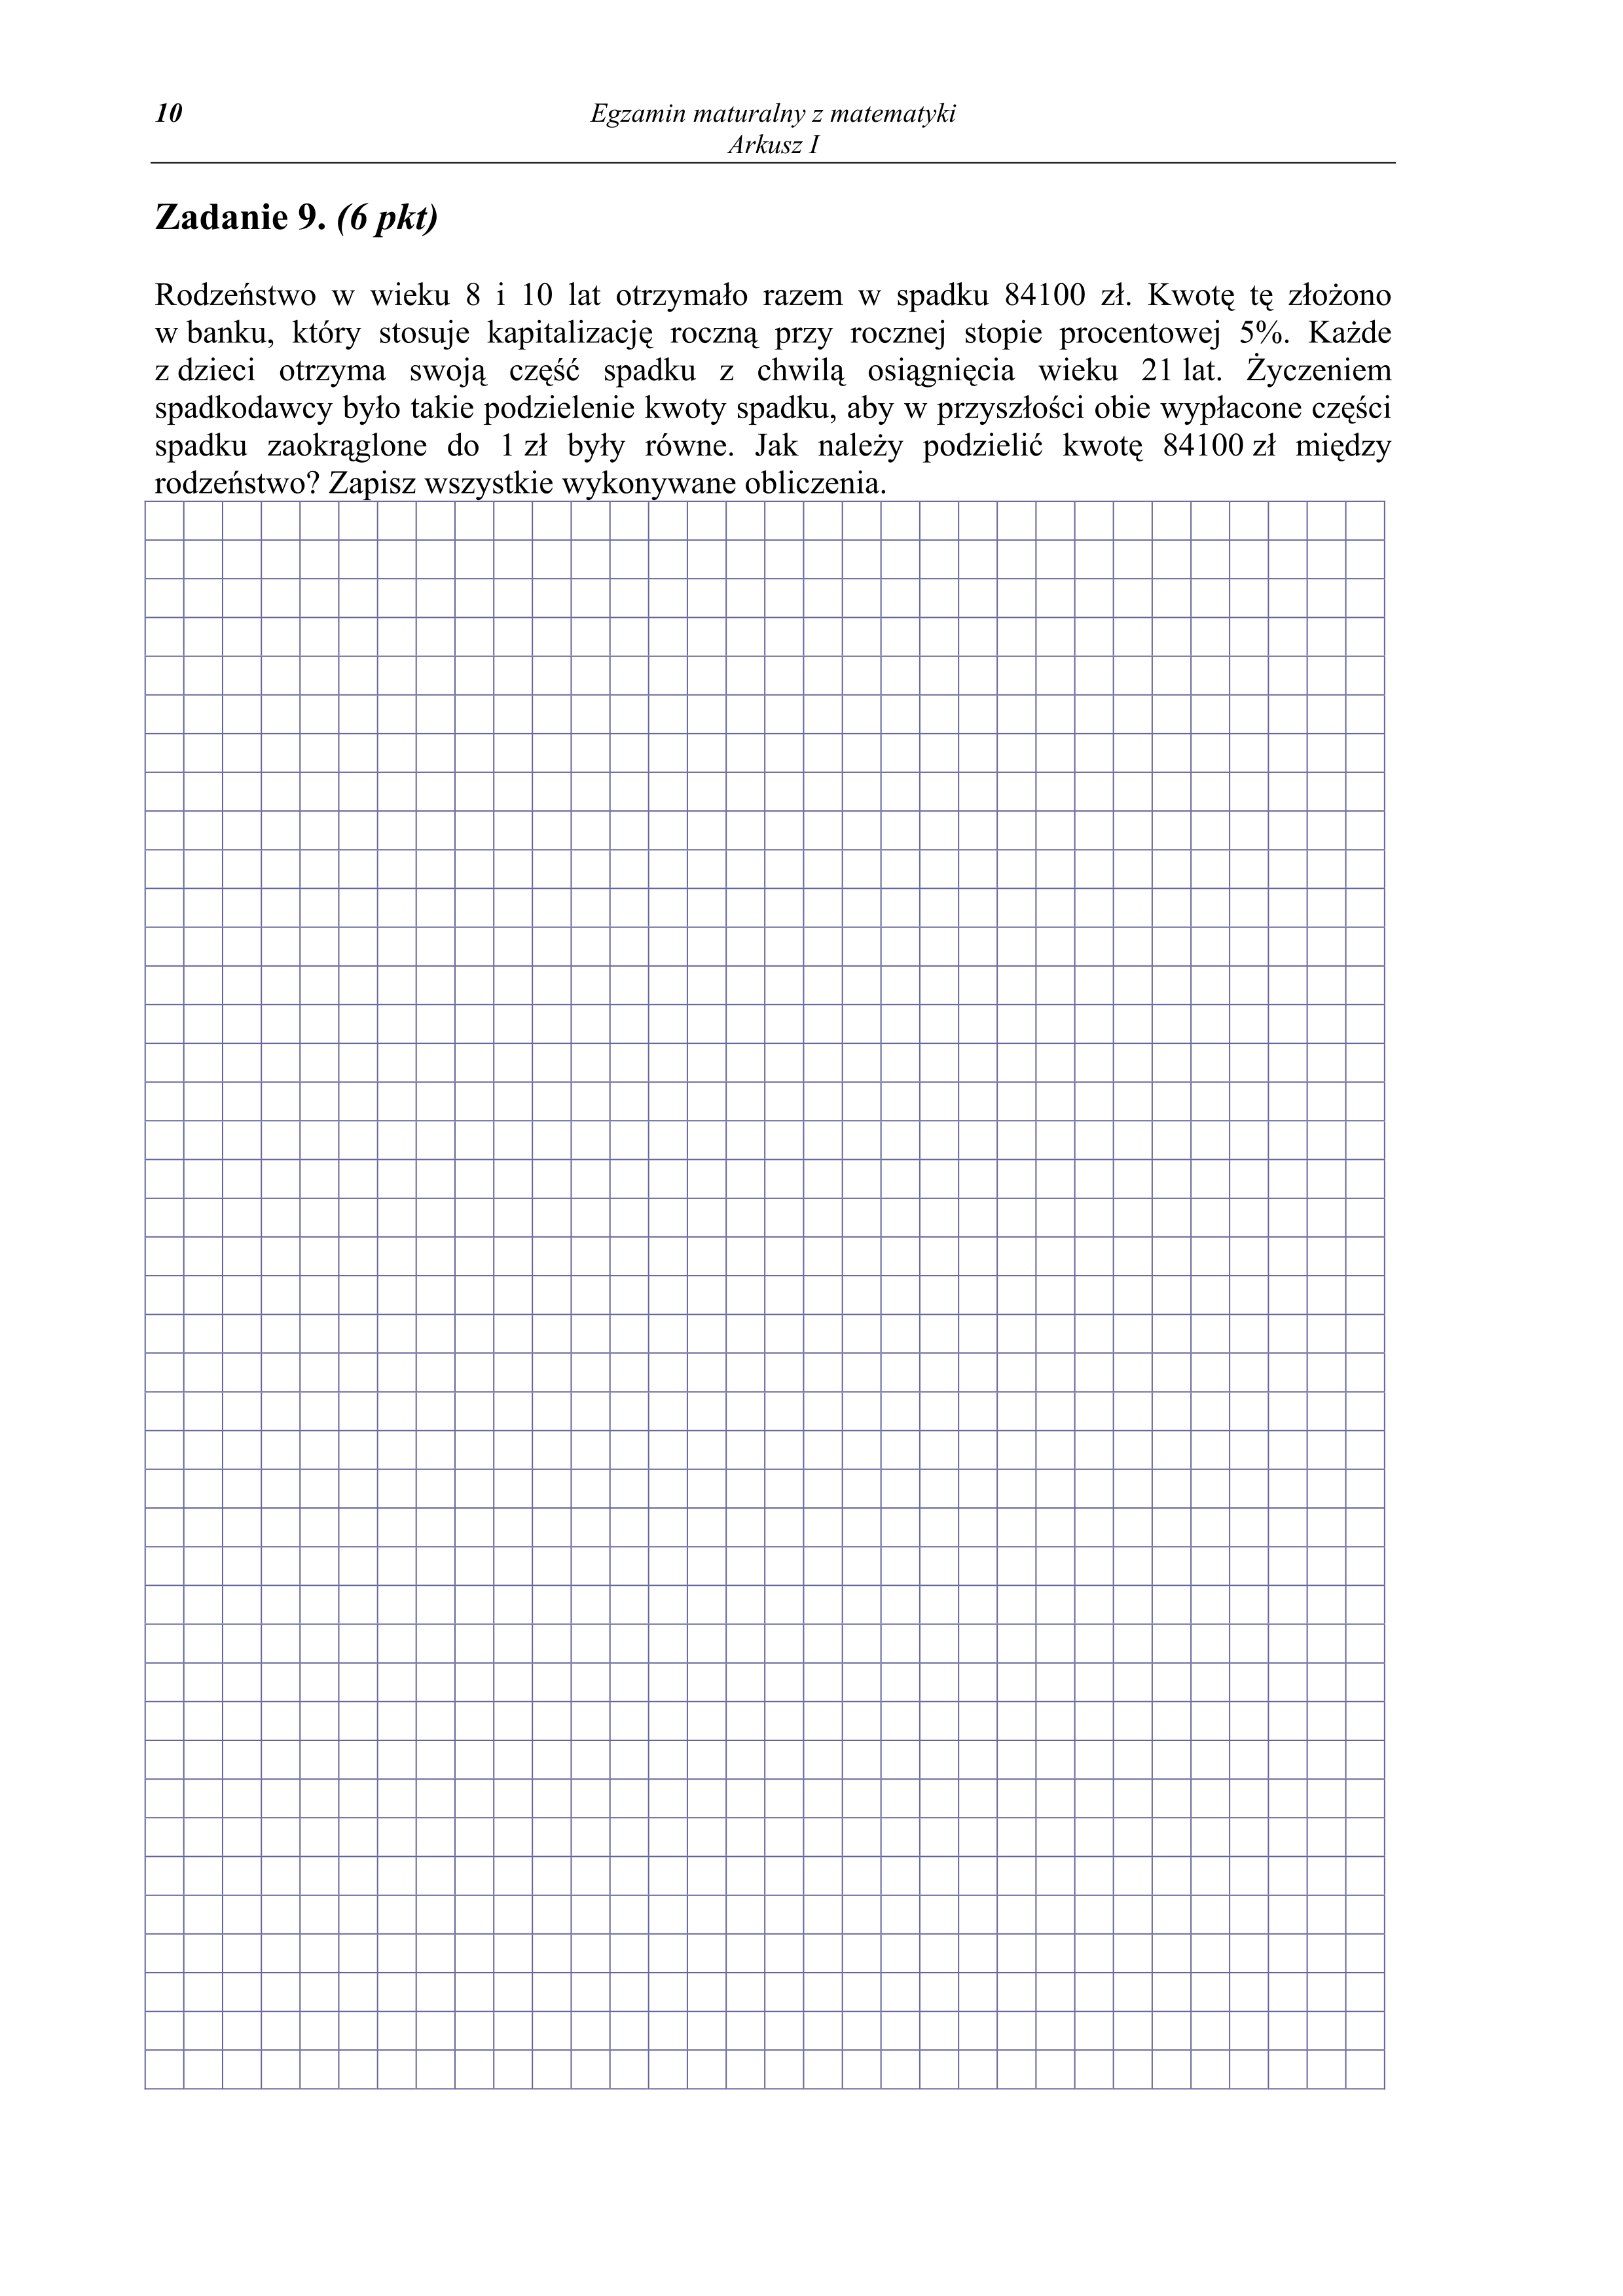 10
Egzamin maturalny z matematyki
Arkusz I
Zadanie 9. (6 pkt)
Rodzeństwo w wieku 8 i 10 lat otrzymało razem w spadku 84100 zł. Kwotę tę złożono
w banku, który stosuje kapitalizację roczną przy rocznej stopie procentowej 5%. Każde
z dzieci otrzyma swoją część spadku z chwilą osiągnięcia wieku 21 lat. Życzeniem
spadkodawcy było takie podzielenie kwoty spadku, aby w przyszłości obie wypłacone części
spadku zaokrąglone do 1 zł były równe. Jak należy podzielić kwotę 84100 zł między
rodzeństwo? Zapisz wszystkie wykonywane obliczenia.